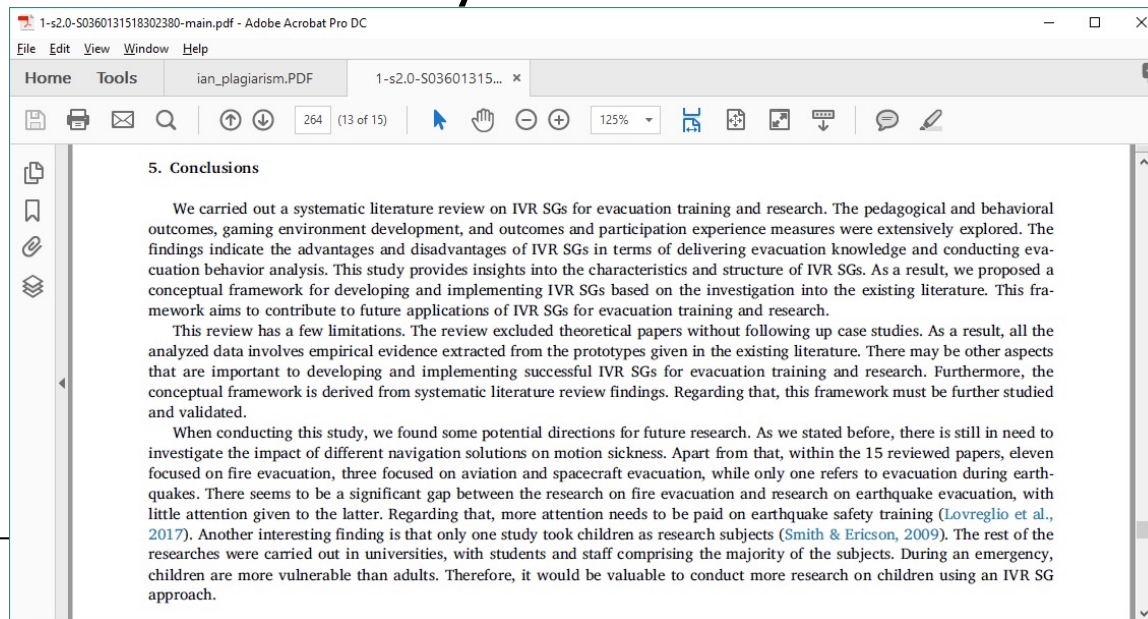 1-s2.0-S0360131518302380-main.pdf - Adobe Acrobat Pro DC
File Edit View Window Help
Home Tools ian_plagiarism.PDF 1-s2.0-S03601315... ×
264 (13 of 15) 125%
5. Conclusions
We carried out a systematic literature review on IVR SGs for evacuation training and research. The pedagogical and behavioral
outcomes, gaming environment development, and outcomes and participation experience measures were extensively explored. The
findings indicate the advantages and disadvantages of IVR SGs in terms of delivering evacuation knowledge and conducting eva-
cuation behavior analysis. This study provides insights into the characteristics and structure of IVR SGs. As a result, we proposed a
conceptual framework for developing and implementing IVR SGs based on the investigation into the existing literature. This fra-
mework aims to contribute to future applications of IVR SGs for evacuation training and research.
This review has a few limitations. The review excluded theoretical papers without following up case studies. As a result, all the
analyzed data involves empirical evidence extracted from the prototypes given in the existing literature. There may be other aspects
that are important to developing and implementing successful IVR SGs for evacuation training and research. Furthermore, the
conceptual framework is derived from systematic literature review findings. Regarding that, this framework must be further studied
and validated.
When conducting this study, we found some potential directions for future research. As we stated before, there is still in need to
investigate the impact of different navigation solutions on motion sickness. Apart from that, within the 15 reviewed papers, eleven
focused on fire evacuation, three focused on aviation and spacecraft evacuation, while only one refers to evacuation during earth-
quakes. There seems to be a significant gap between the research on fire evacuation and research on earthquake evacuation, with
little attention given to the latter. Regarding that, more attention needs to be paid on earthquake safety training (Lovreglio et al.,
2017). Another interesting finding is that only one study took children as research subjects (Smith & Ericson, 2009). The rest of the
researches were carried out in universities, with students and staff comprising the majority of the subjects. During an emergency,
children are more vulnerable than adults. Therefore, it would be valuable to conduct more research on children using an IVR SG
approach.